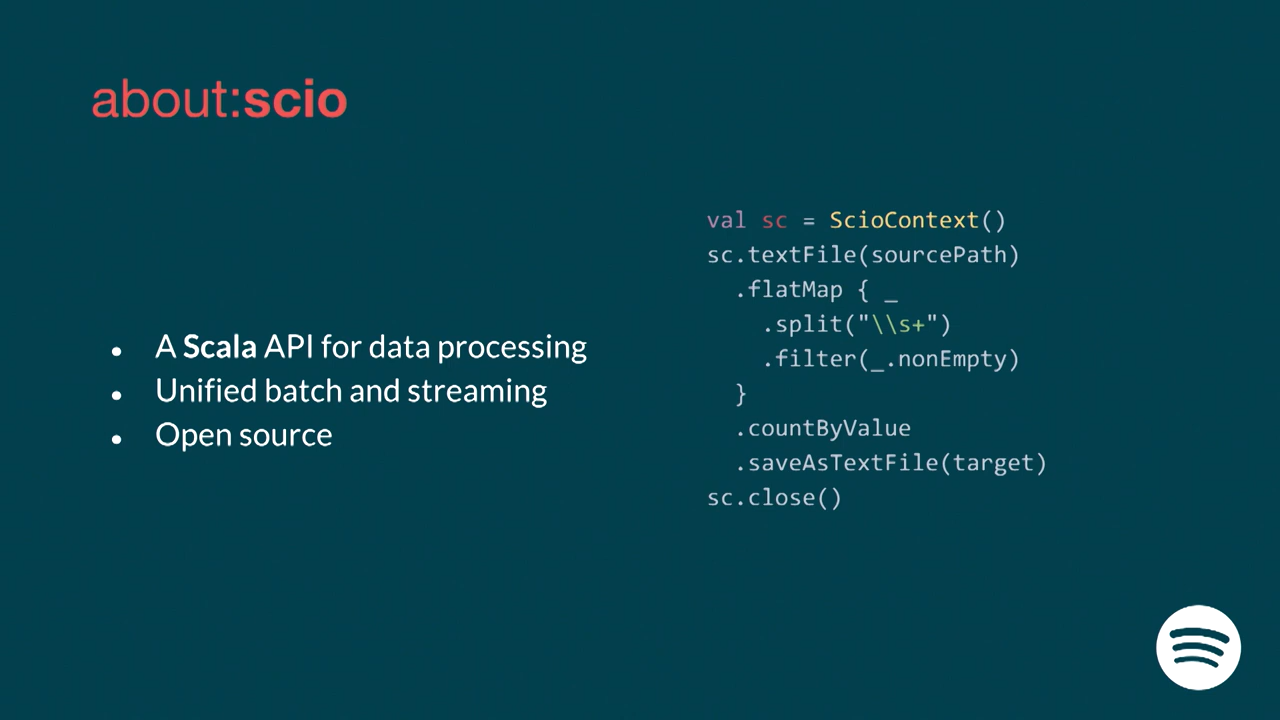 about:scio
• A Scala API for data processing
• Unified batch and streaming
• Open source
val sc = ScioContext()
sc.textFile(sourcePath)
  .flatMap { _
    .split("\\s+")
    .filter(_.nonEmpty)
  }
  .countByValue
  .saveAsTextFile(target)
sc.close()